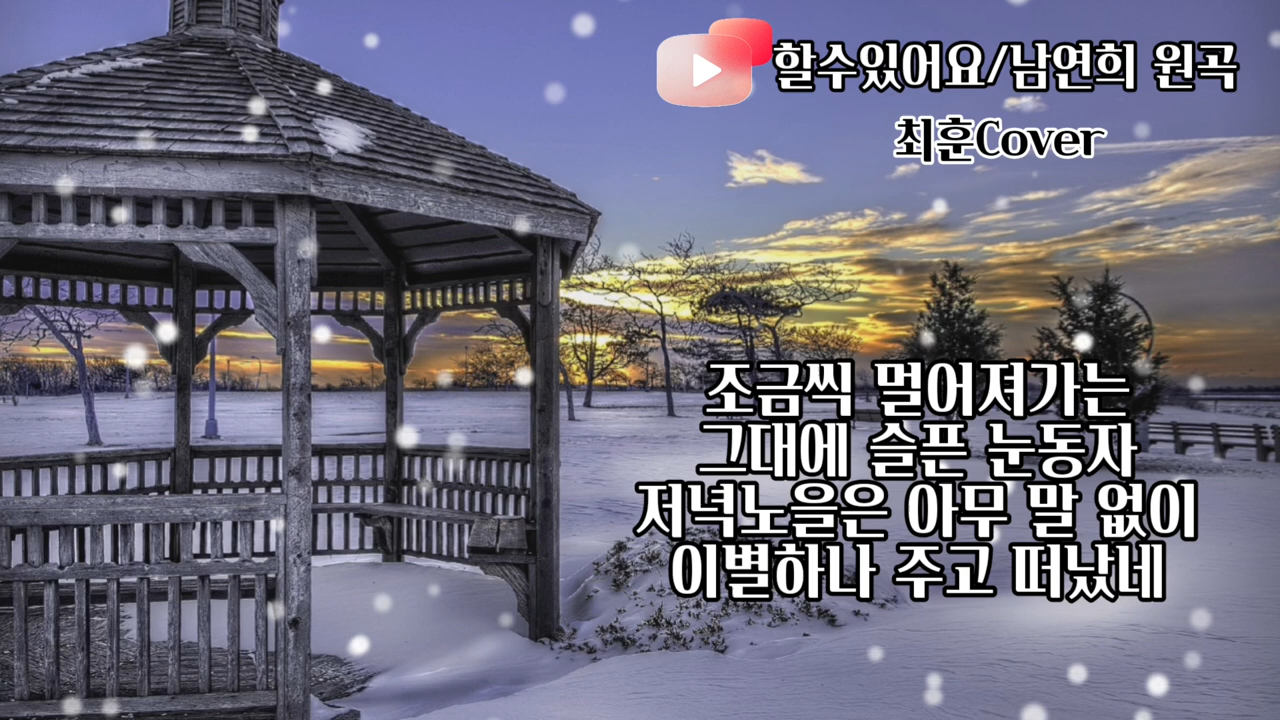 할수있어요/남연희 원곡
최훈Cover
조금씩 멀어져가는
그대에 슬픈 눈동자
저녁노을은 아무 말 없이
이별하나 주고 떠났네